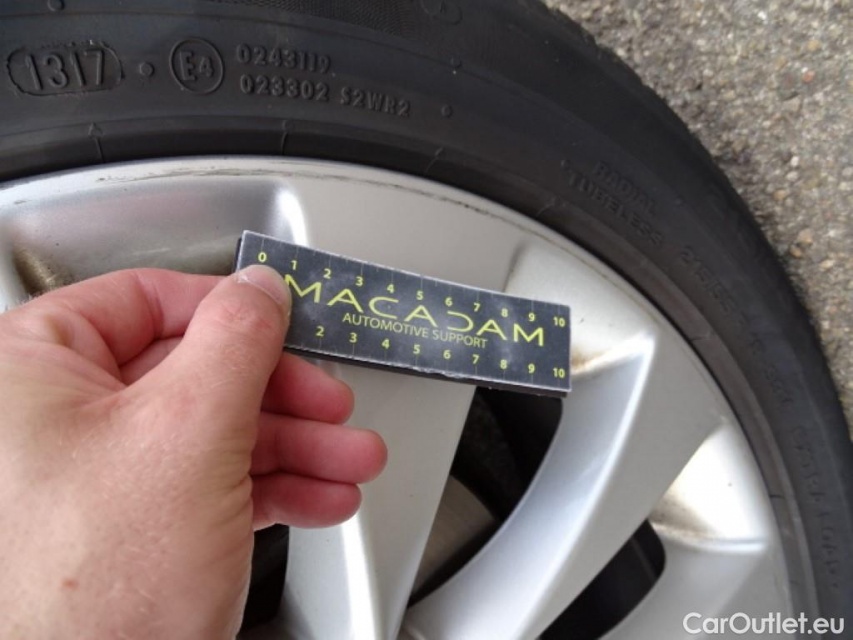 1317 E4 0243119
023302 S2WR2
RADIAL
TUBELESS
0 1 2 3 4 5 6 7 8 9 10
MACADAM
AUTOMOTIVE SUPPORT
2 3 4 5 6 7 8 9 10
CarOutlet.eu